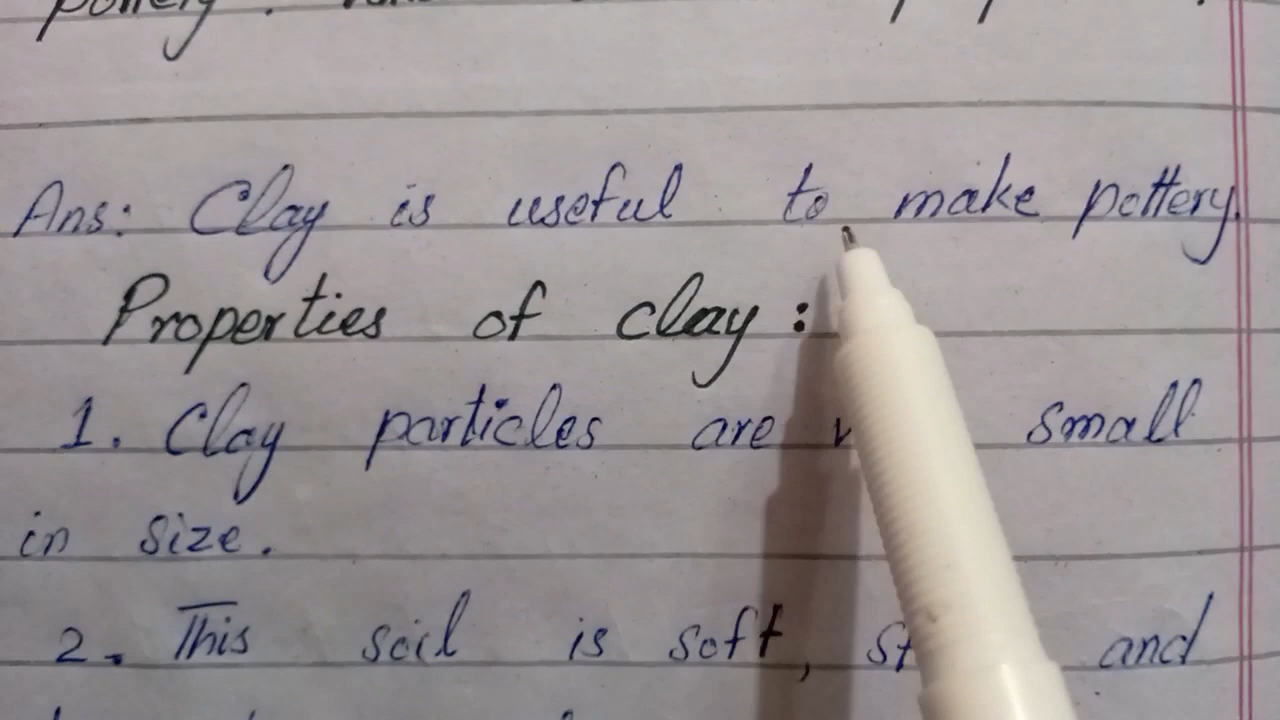 pottery.
Ans: Clay is useful to make pottery.
Properties of clay:
1. Clay particles are small
in size.
2. This soil is soft, and